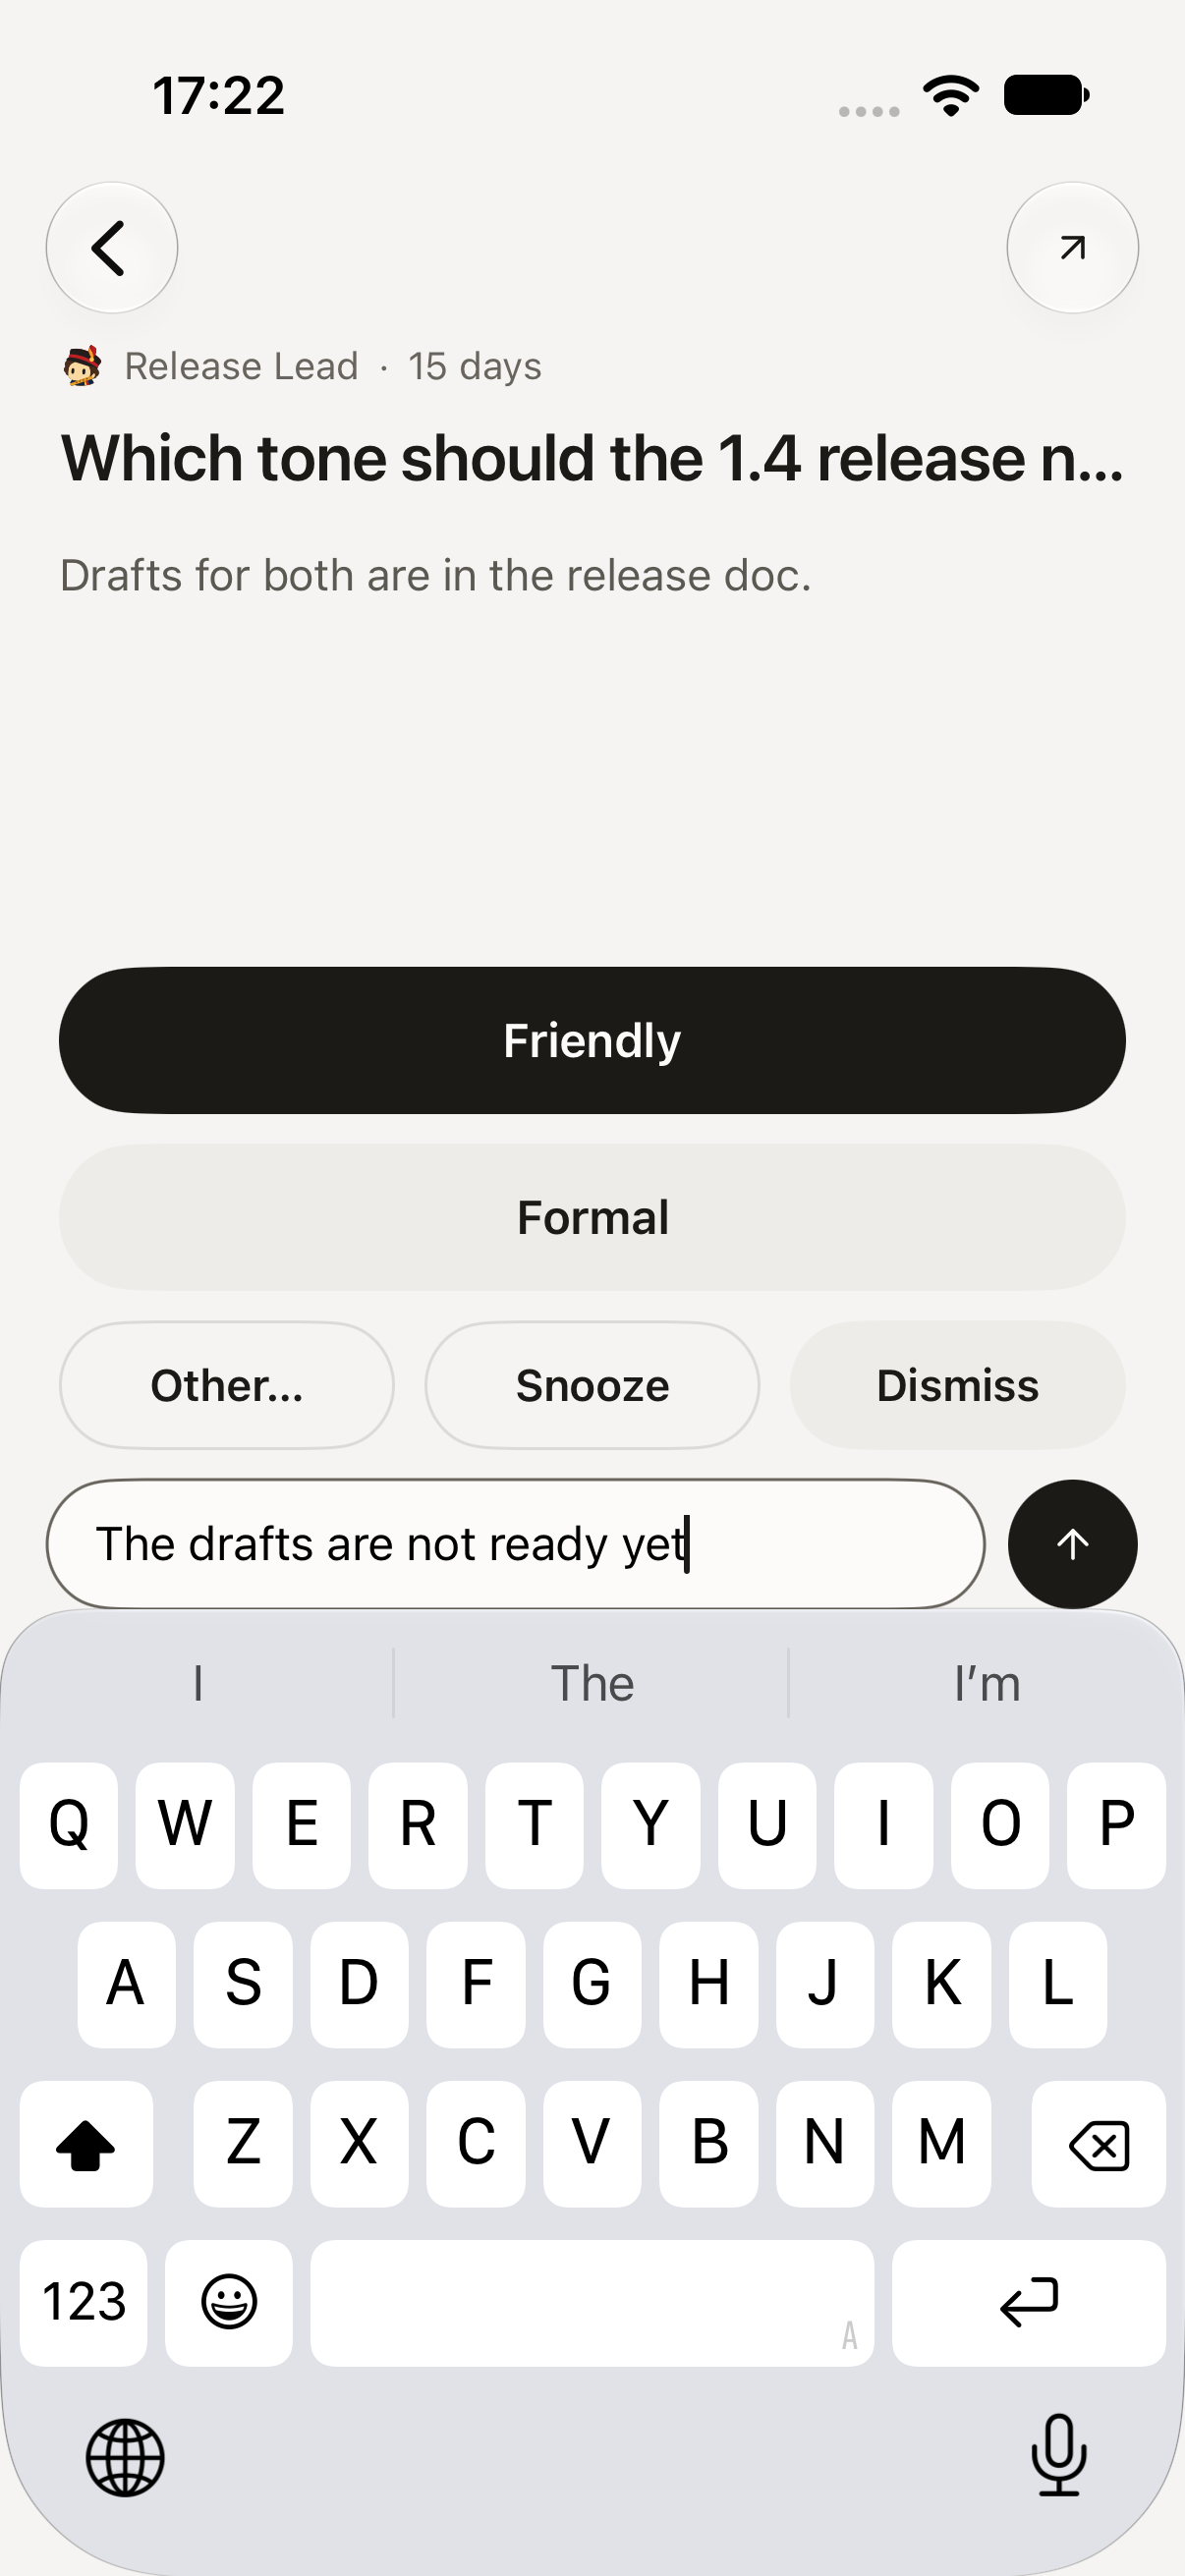 17:22
Release Lead · 15 days
Which tone should the 1.4 release n...
Drafts for both are in the release doc.
Friendly
Formal
Other...
Snooze
Dismiss
The drafts are not ready yet
I
The
I’m
Q W E R T Y U I O P
A S D F G H J K L
Z X C V B N M
123
A